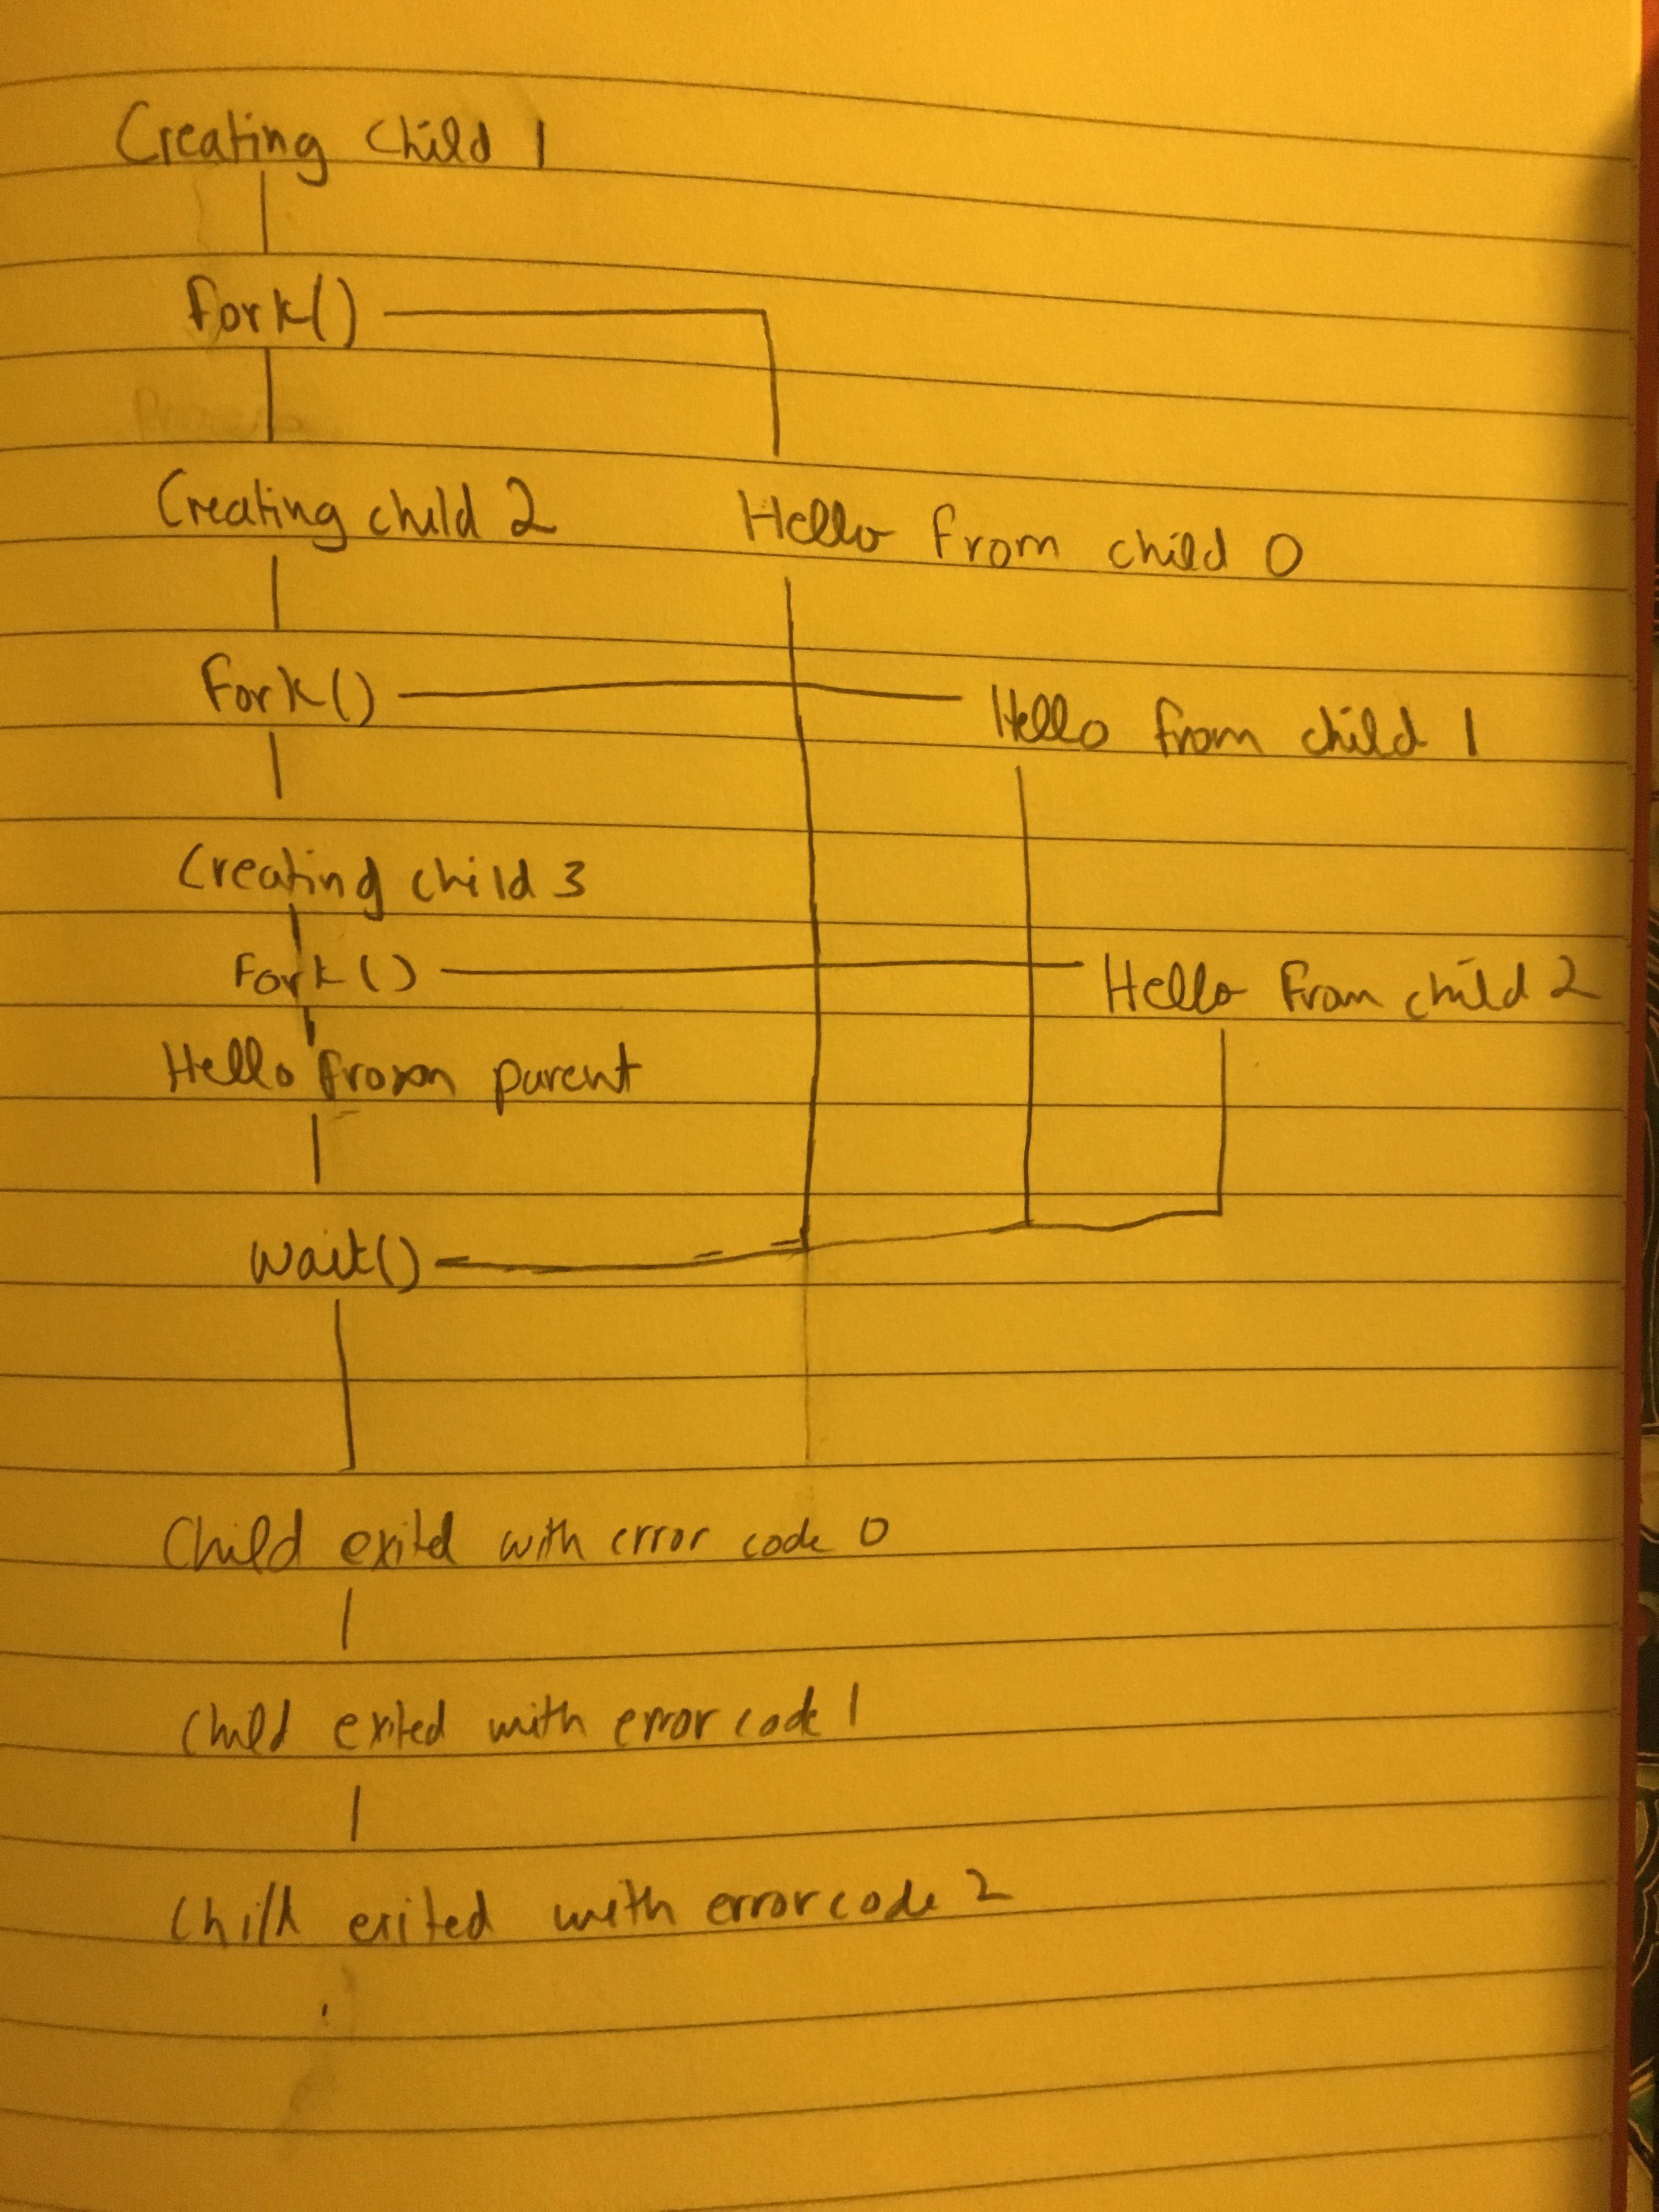 Creating child 1
fork()
Creating child 2
Hello from child 0
Fork()
Hello from child 1
Creating child 3
Fork()
Hello from child 2
Hello from parent
wait()
Child exited with error code 0
Child exited with error code 1
Child exited with error code 2